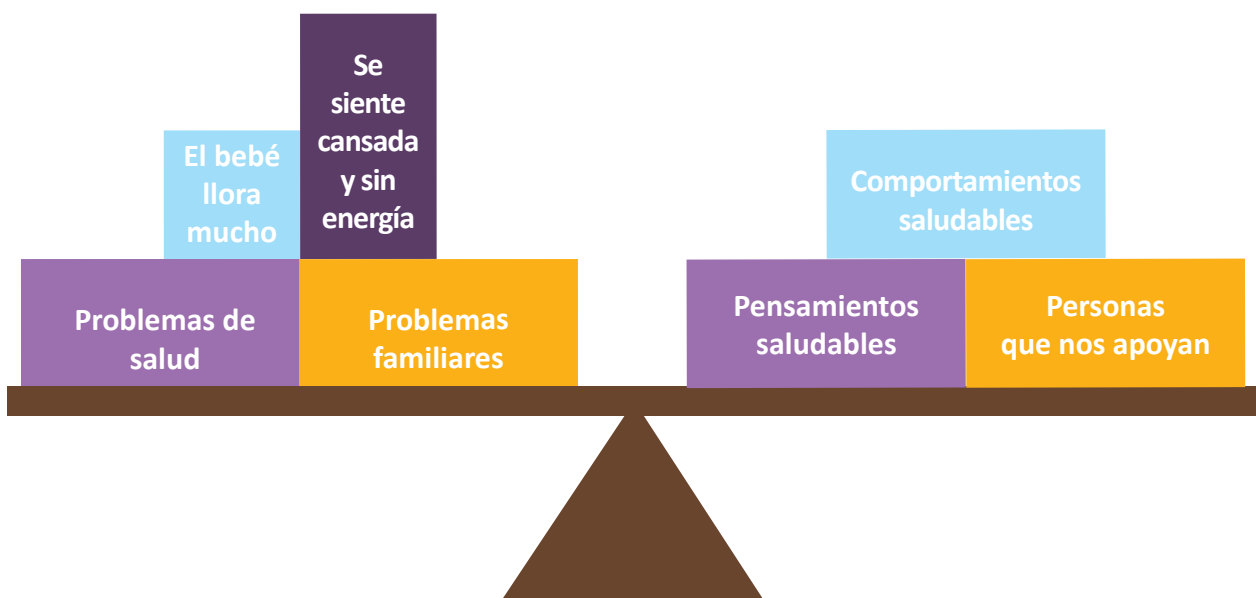 Se
siente
cansada
y sin
energía
El bebé
llora
mucho
Problemas de
salud
Problemas
familiares
Comportamientos
saludables
Pensamientos
saludables
Personas
que nos apoyan